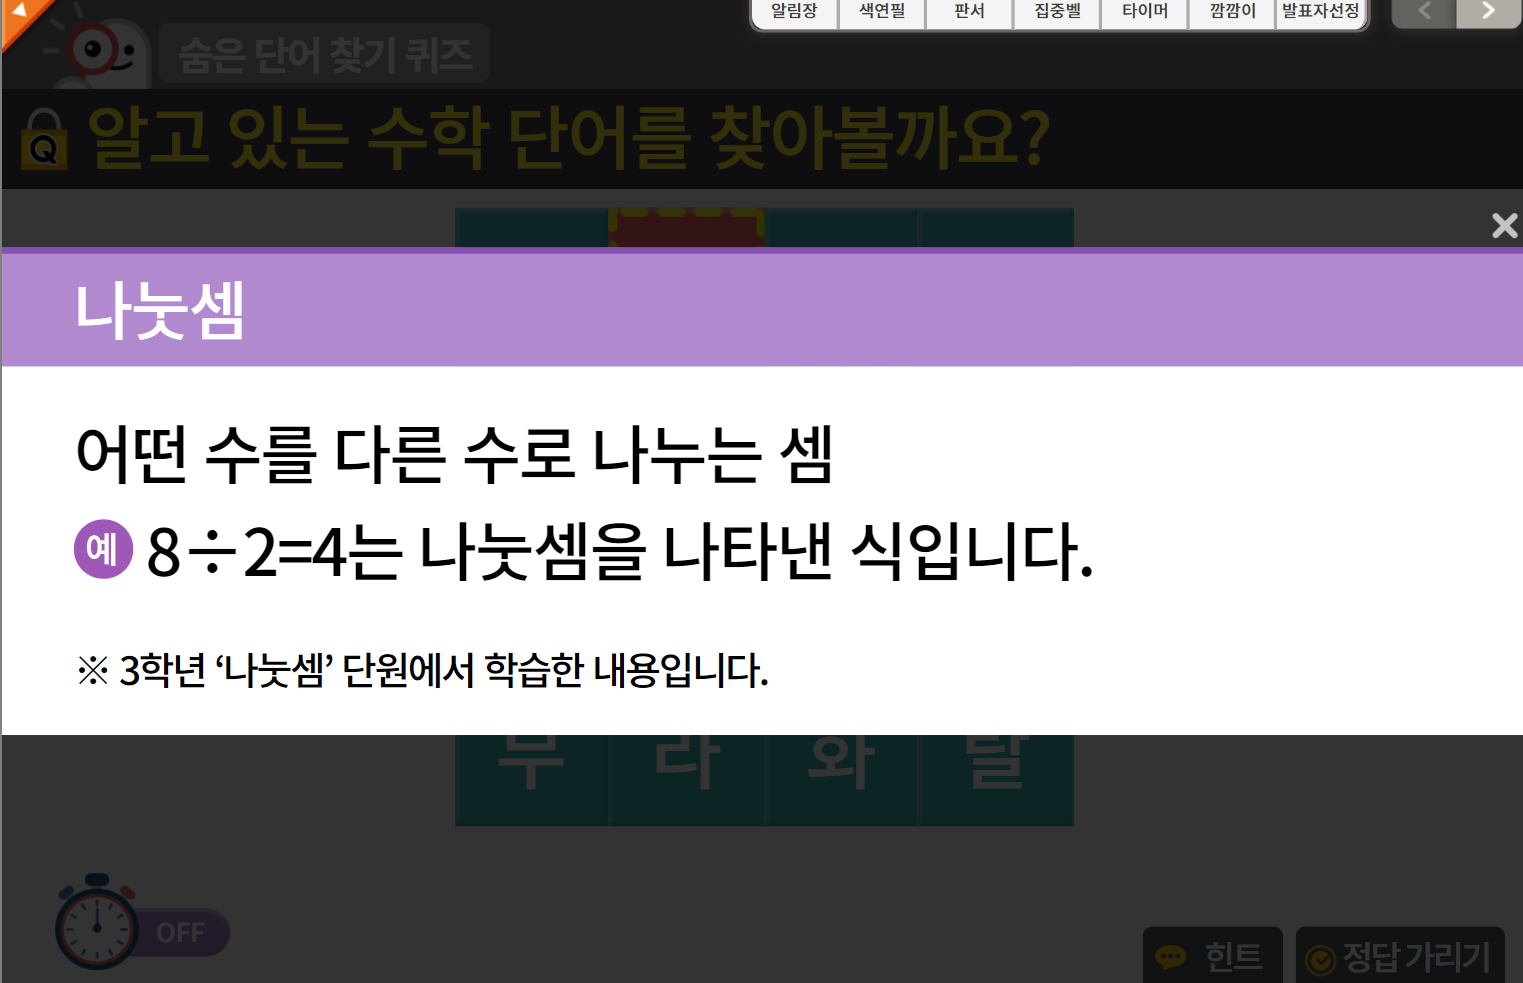 알림장 색연필 판서 집중벨 타이머 깜깜이 발표자선정
숨은 단어 찾기 퀴즈
Q 알고 있는 수학 단어를 찾아볼까요?
나눗셈
어떤 수를 다른 수로 나누는 셈
예 8÷2=4는 나눗셈을 나타낸 식입니다.
※ 3학년 ‘나눗셈’ 단원에서 학습한 내용입니다.
OFF
힌트 정답 가리기